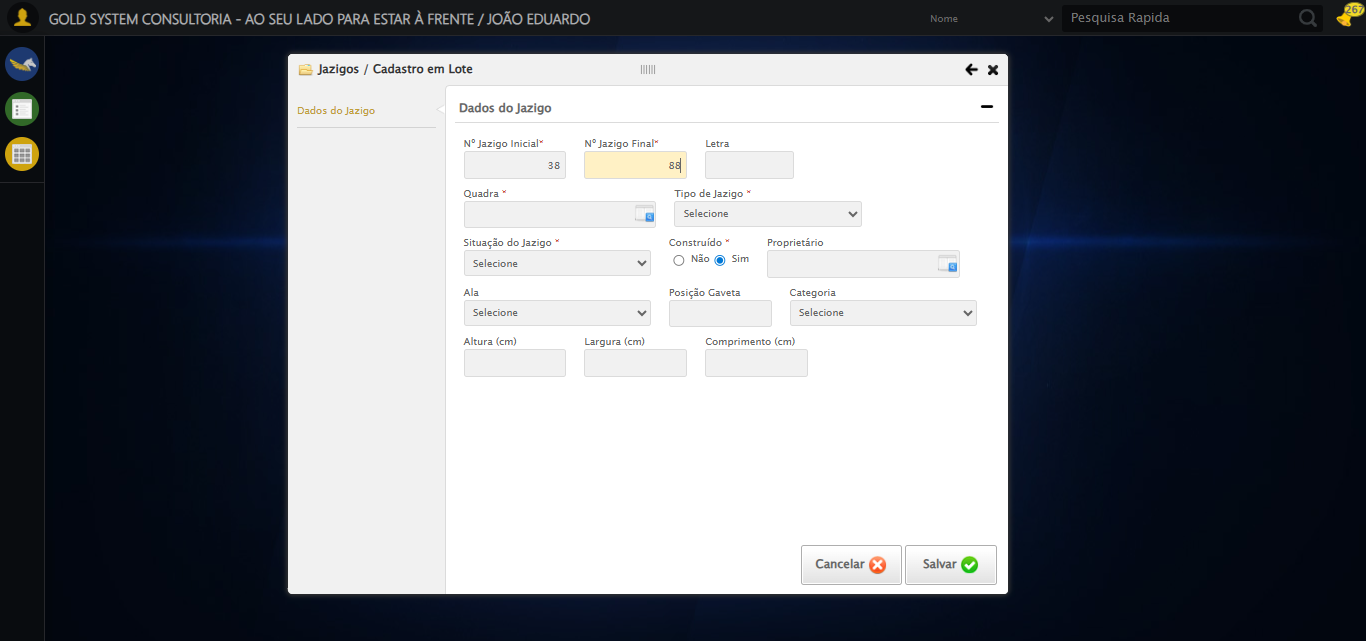 GOLD SYSTEM CONSULTORIA - AO SEU LADO PARA ESTAR À FRENTE / JOÃO EDUARDO
Nome
Pesquisa Rapida
267
Jazigos / Cadastro em Lote
Dados do Jazigo
Dados do Jazigo
Nº Jazigo Inicial* Nº Jazigo Final* Letra
38 88
Quadra * Tipo de Jazigo *
Selecione
Situação do Jazigo * Construído * Proprietário
Selecione Não Sim
Ala Posição Gaveta Categoria
Selecione Selecione
Altura (cm) Largura (cm) Comprimento (cm)
Cancelar Salvar